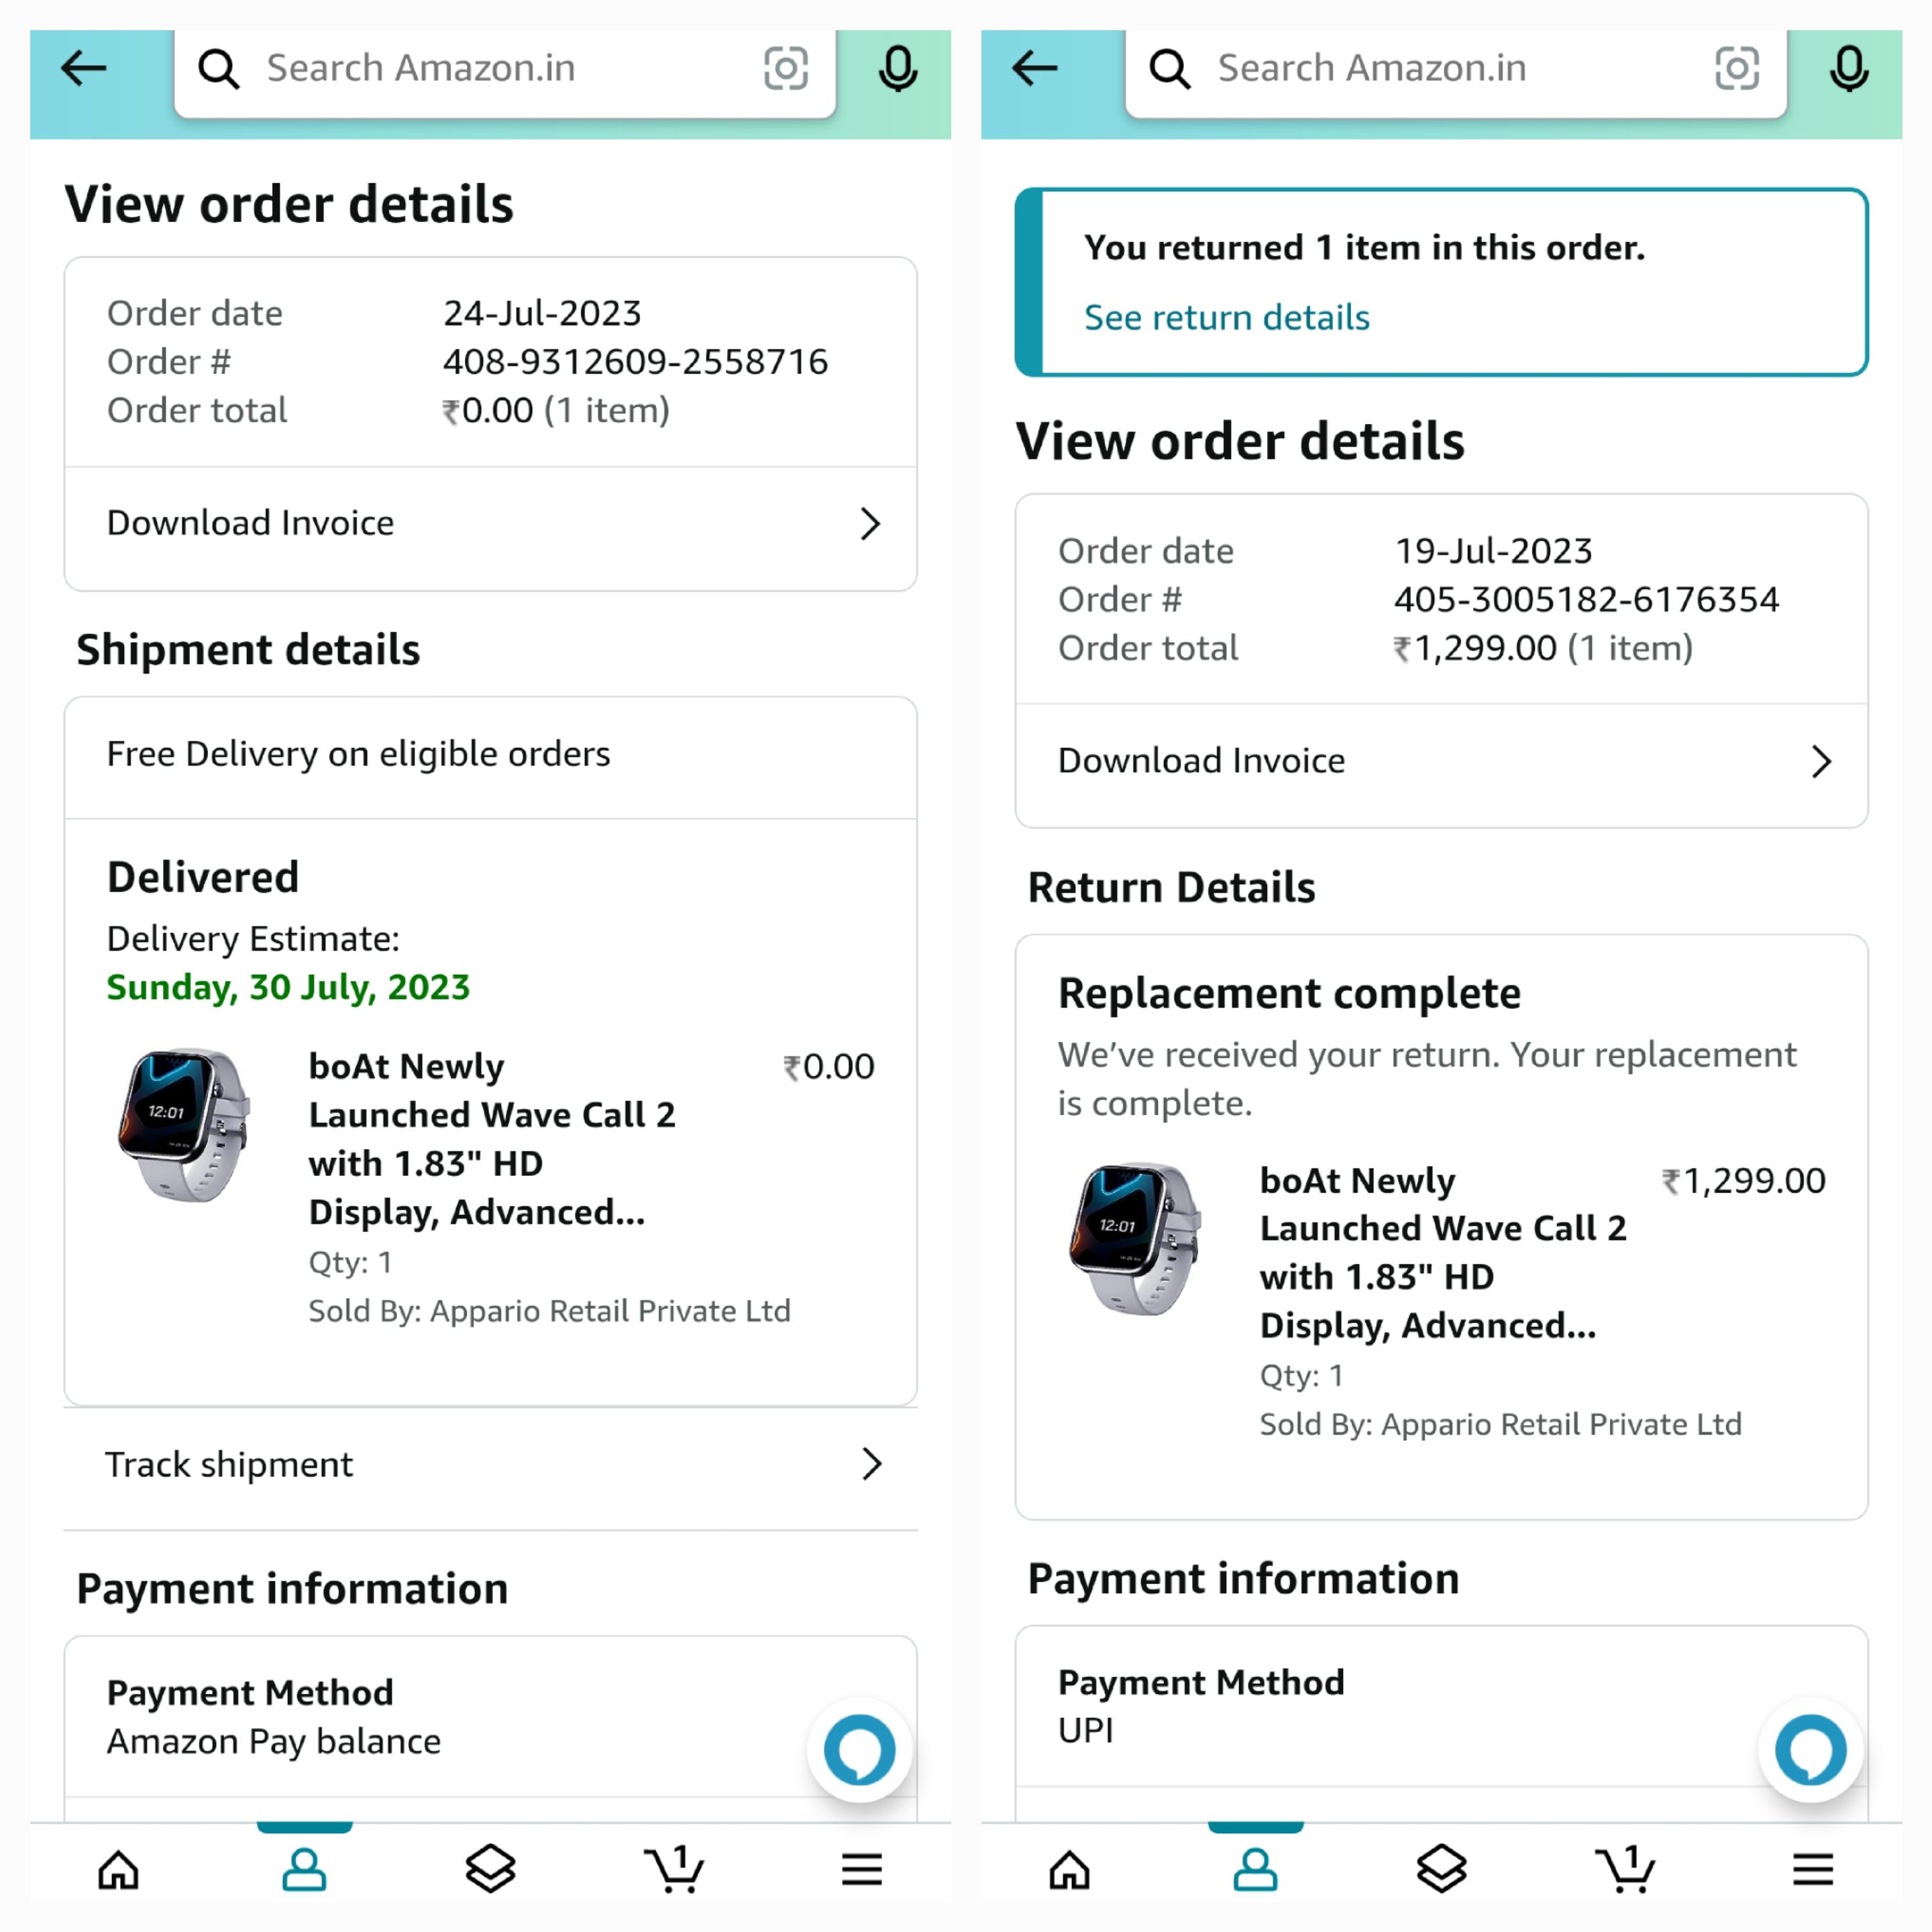 Search Amazon.in
View order details
Order date 24-Jul-2023
Order # 408-9312609-2558716
Order total ₹0.00 (1 item)
Download Invoice
Shipment details
Free Delivery on eligible orders
Delivered
Delivery Estimate:
Sunday, 30 July, 2023
12:01
boAt Newly ₹0.00
Launched Wave Call 2
with 1.83" HD
Display, Advanced...
Qty: 1
Sold By: Appario Retail Private Ltd
Track shipment
Payment information
Payment Method
Amazon Pay balance
1
Search Amazon.in
You returned 1 item in this order.
See return details
View order details
Order date 19-Jul-2023
Order # 405-3005182-6176354
Order total ₹1,299.00 (1 item)
Download Invoice
Return Details
Replacement complete
We've received your return. Your replacement
is complete.
12:01
boAt Newly ₹1,299.00
Launched Wave Call 2
with 1.83" HD
Display, Advanced...
Qty: 1
Sold By: Appario Retail Private Ltd
Payment information
Payment Method
UPI
1